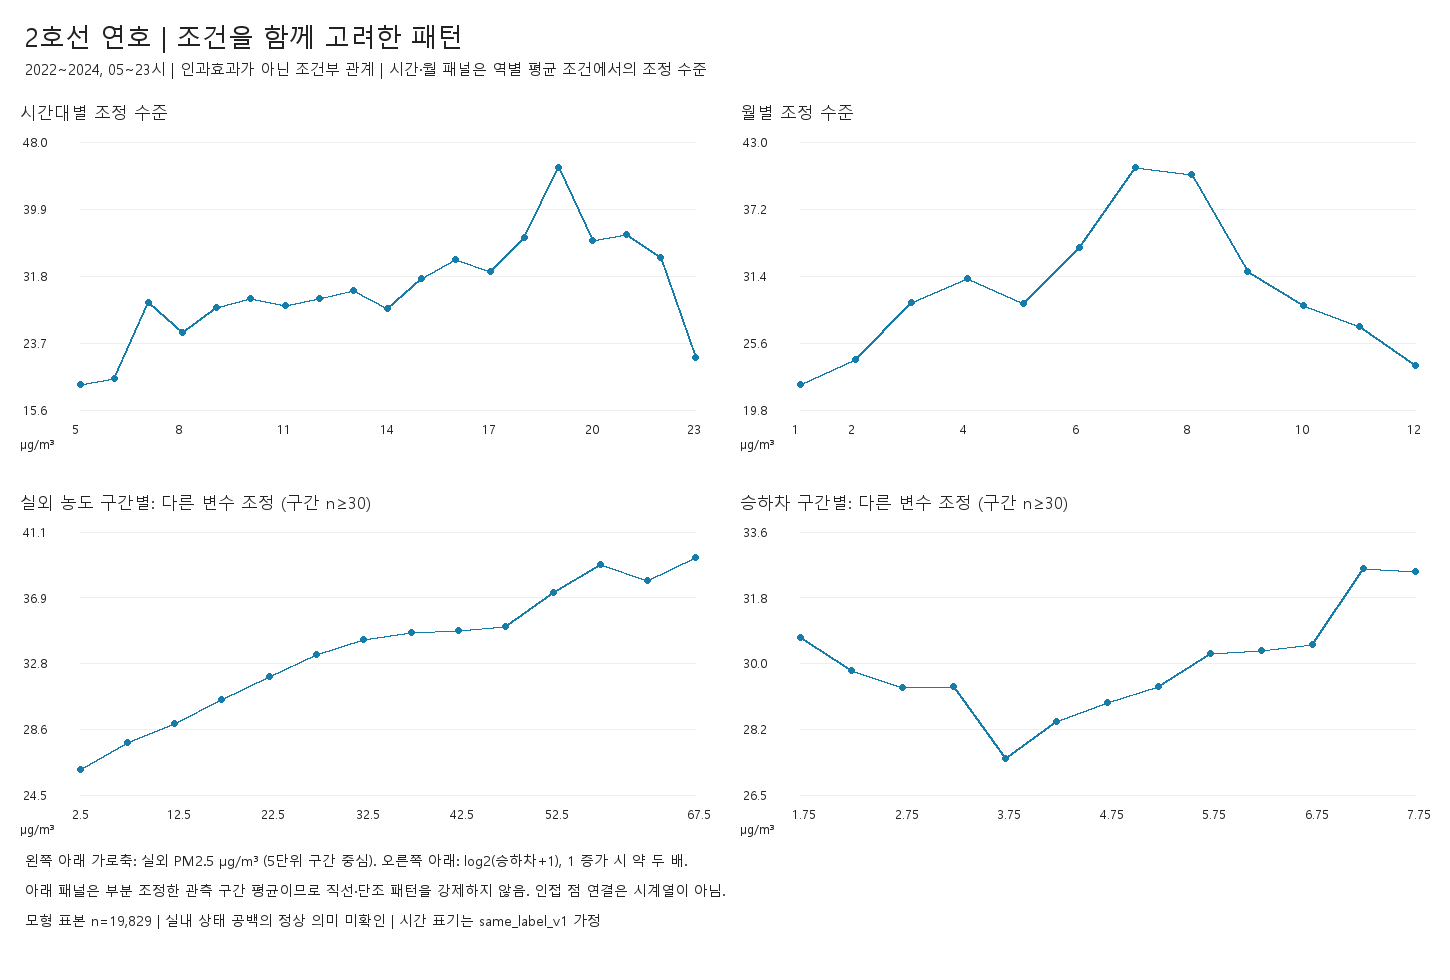 2호선 연호 | 조건을 함께 고려한 패턴
2022~2024, 05~23시 | 인과효과가 아닌 조건부 관계 | 시간·월 패널은 역별 평균 조건에서의 조정 수준
시간대별 조정 수준
48.0
39.9
31.8
23.7
15.6
5 8 11 14 17 20 23
µg/m³
월별 조정 수준
43.0
37.2
31.4
25.6
19.8
1 2 4 6 8 10 12
µg/m³
실외 농도 구간별: 다른 변수 조정 (구간 n≥30)
41.1
36.9
32.8
28.6
24.5
2.5 12.5 22.5 32.5 42.5 52.5 67.5
µg/m³
승하차 구간별: 다른 변수 조정 (구간 n≥30)
33.6
31.8
30.0
28.2
26.5
1.75 2.75 3.75 4.75 5.75 6.75 7.75
µg/m³
왼쪽 아래 가로축: 실외 PM2.5 µg/m³ (5단위 구간 중심). 오른쪽 아래: log2(승하차+1), 1 증가 시 약 두 배.
아래 패널은 부분 조정한 관측 구간 평균이므로 직선·단조 패턴을 강제하지 않음. 인접 점 연결은 시계열이 아님.
모형 표본 n=19,829 | 실내 상태 공백의 정상 의미 미확인 | 시간 표기는 same_label_v1 가정